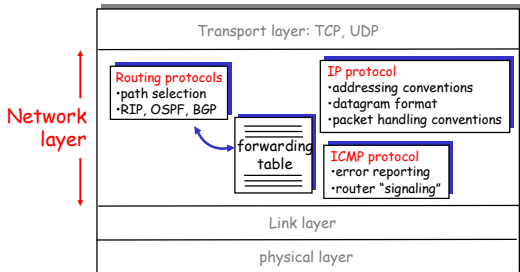 Transport layer: TCP, UDP
Network
layer
Routing protocols
•path selection
•RIP, OSPF, BGP
forwarding
table
IP protocol
•addressing conventions
•datagram format
•packet handling conventions
ICMP protocol
•error reporting
•router “signaling”
Link layer
physical layer